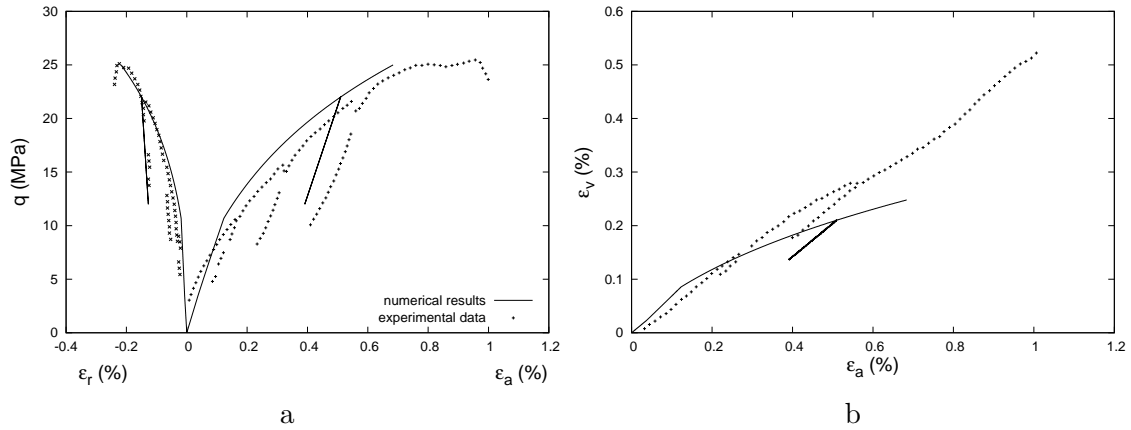 30
25
20
15
10
5
0
q (MPa)
numerical results
experimental data
-0.4 -0.2 0 0.2 0.4 0.6 0.8 1 1.2
εr (%) εa (%)
a
0.6
0.5
0.4
0.3
0.2
0.1
0
εv (%)
0 0.2 0.4 0.6 0.8 1 1.2
εa (%)
b